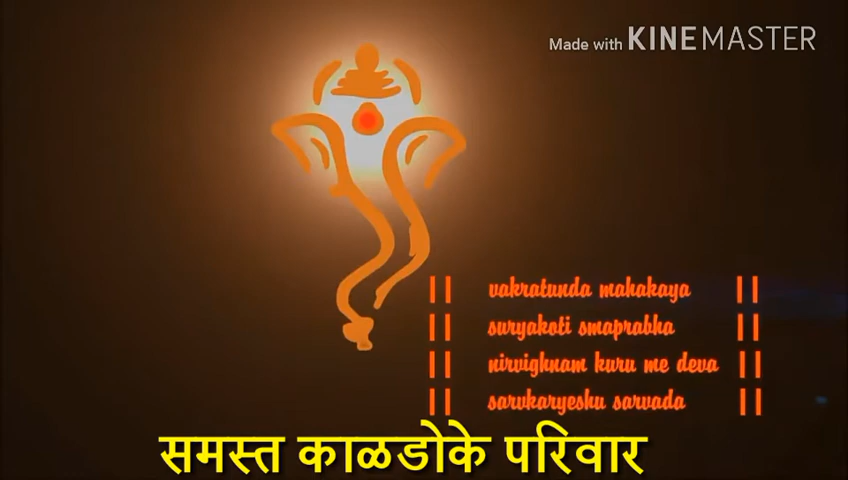 Made with KINEMASTER
|| vakratunda mahakaya ||
|| suryakoti smaprabha ||
|| nirvighnam kuru me deva ||
|| sarvkaryeshu sarvada ||
समस्त काळडोके परिवार